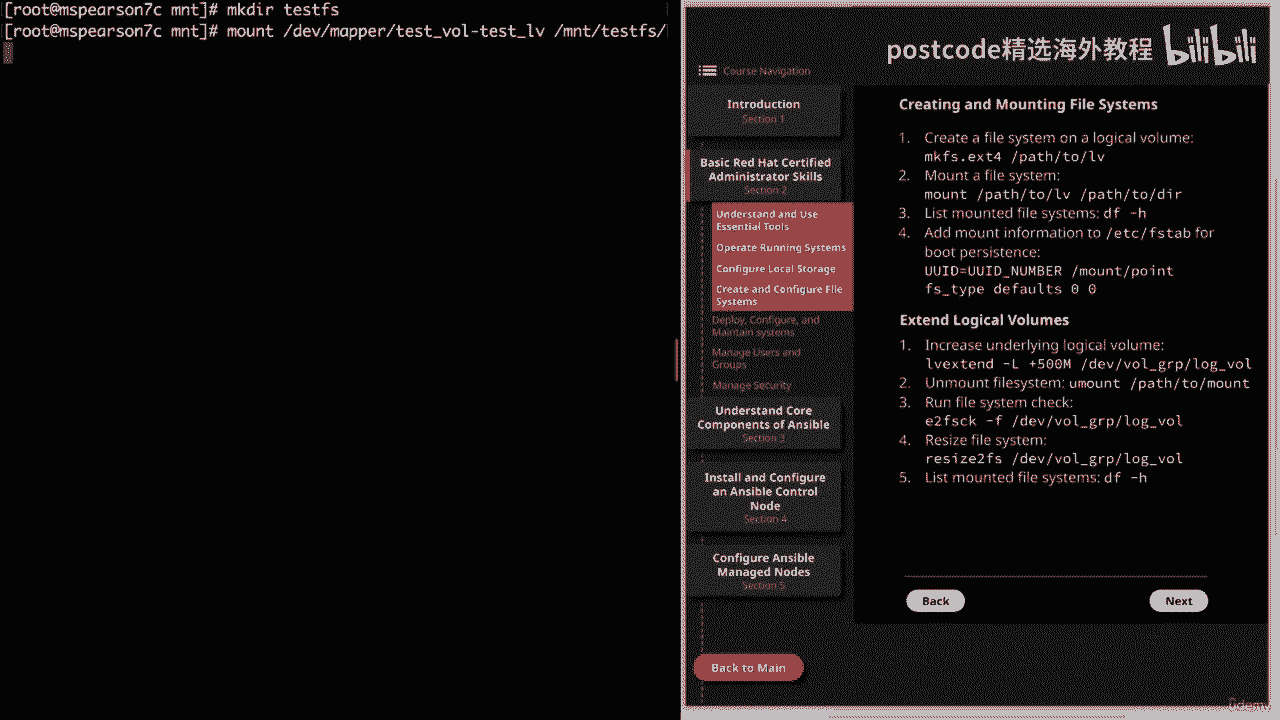 [root@mspearson7c mnt]# mkdir testfs
[root@mspearson7c mnt]# mount /dev/mapper/test_vol-test_lv /mnt/testfs/
postcode精选海外教程
bilibili
Course Navigation
Introduction
Section 1
Basic Red Hat Certified
Administrator Skills
Section 2
Understand and Use
Essential Tools
Operate Running Systems
Configure Local Storage
Create and Configure File
Systems
Deploy, Configure, and
Maintain systems
Manage Users and
Groups
Manage Security
Understand Core
Components of Ansible
Section 3
Install and Configure
an Ansible Control
Node
Section 4
Configure Ansible
Managed Nodes
Section 5
Back to Main
Creating and Mounting File Systems
1. Create a file system on a logical volume:
mkfs.ext4 /path/to/lv
2. Mount a file system:
mount /path/to/lv /path/to/dir
3. List mounted file systems: df -h
4. Add mount information to /etc/fstab for
boot persistence:
UUID=UUID_NUMBER /mount/point
fs_type defaults 0 0
Extend Logical Volumes
1. Increase underlying logical volume:
lvextend -L +500M /dev/vol_grp/log_vol
2. Unmount filesystem: umount /path/to/mount
3. Run file system check:
e2fsck -f /dev/vol_grp/log_vol
4. Resize file system:
resize2fs /dev/vol_grp/log_vol
5. List mounted file systems: df -h
Back
Next
Udemy